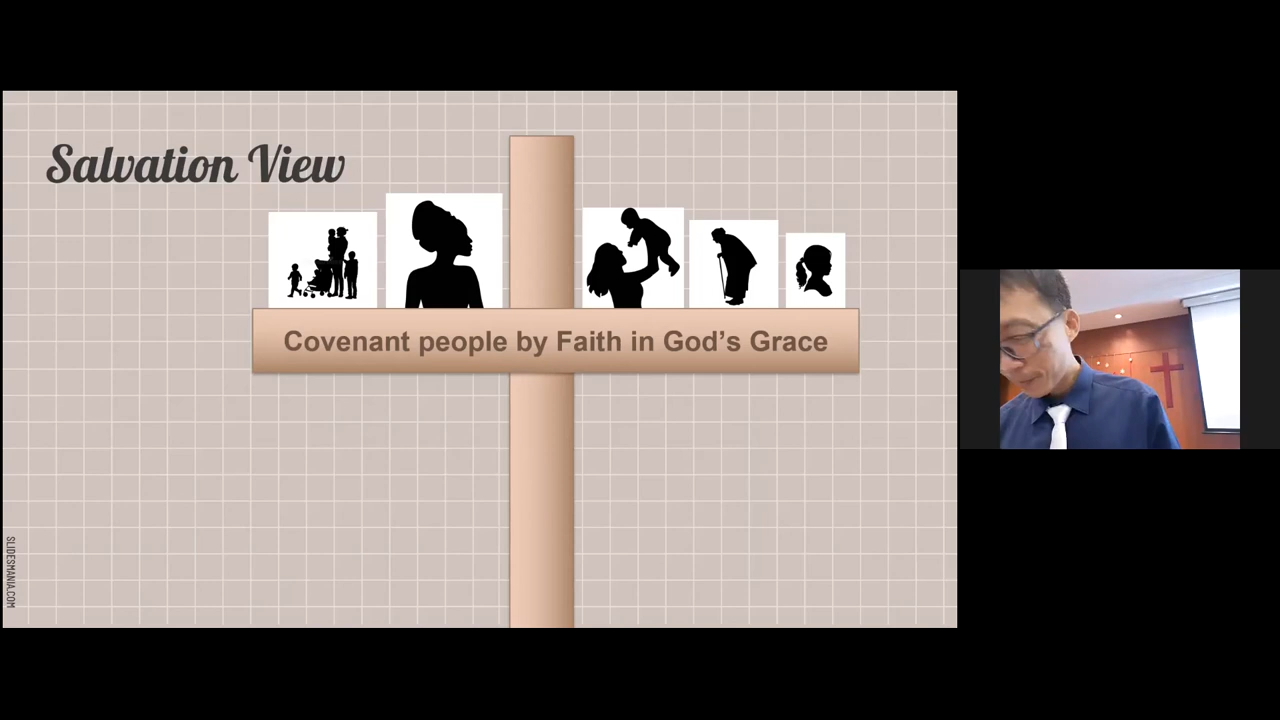 Salvation View
Covenant people by Faith in God’s Grace
SLIDESMANIA.COM